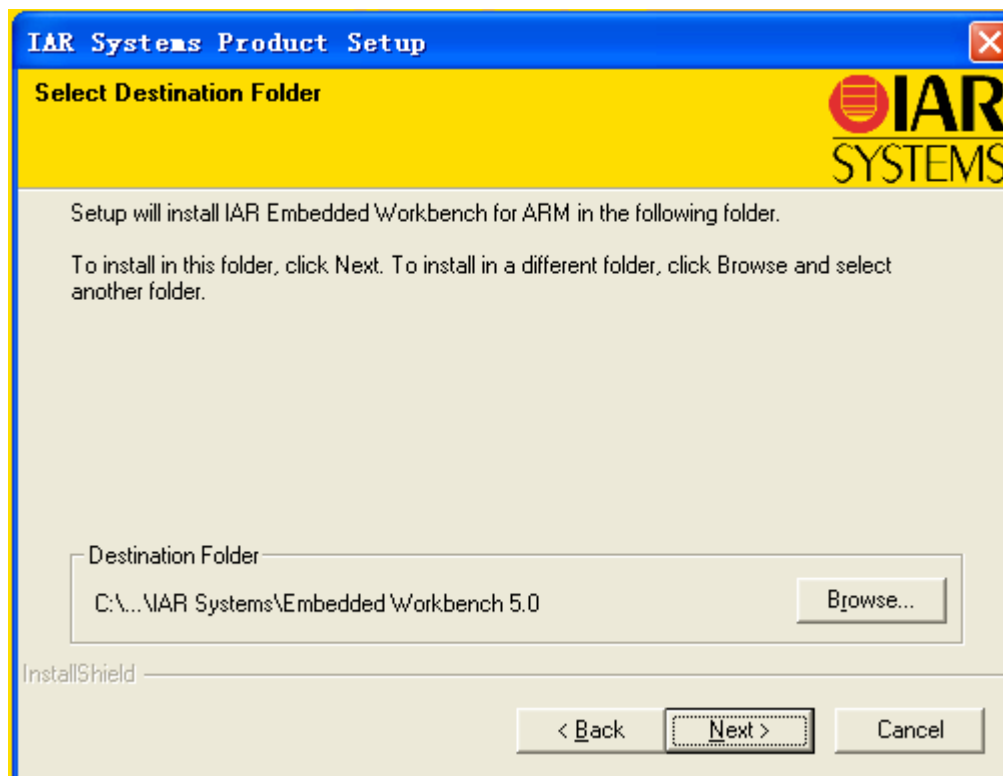 IAR Systems Product Setup
Select Destination Folder
IAR
SYSTEMS
Setup will install IAR Embedded Workbench for ARM in the following folder.
To install in this folder, click Next. To install in a different folder, click Browse and select
another folder.
Destination Folder
C:\...\IAR Systems\Embedded Workbench 5.0
Browse...
InstallShield
< Back
Next >
Cancel